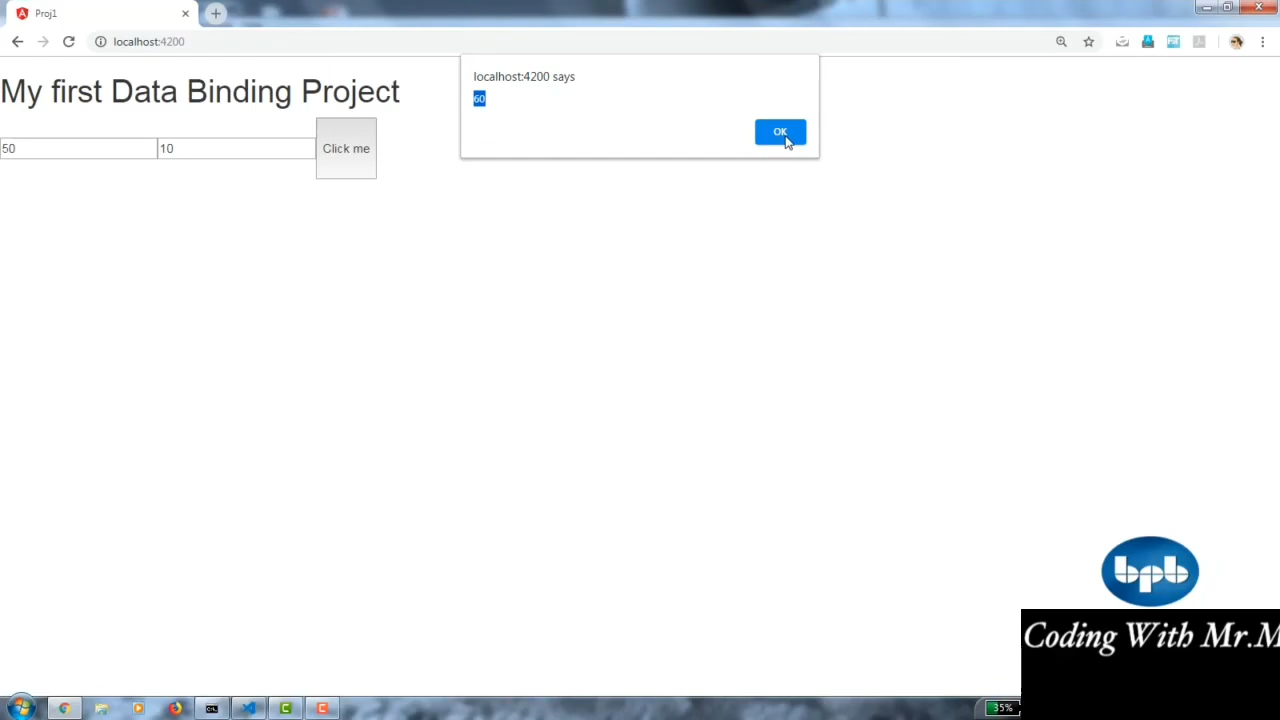 Proj1
localhost:4200
localhost:4200 says
60
OK
My first Data Binding Project
50
10
Click me
bpb
Coding With Mr.M
35%